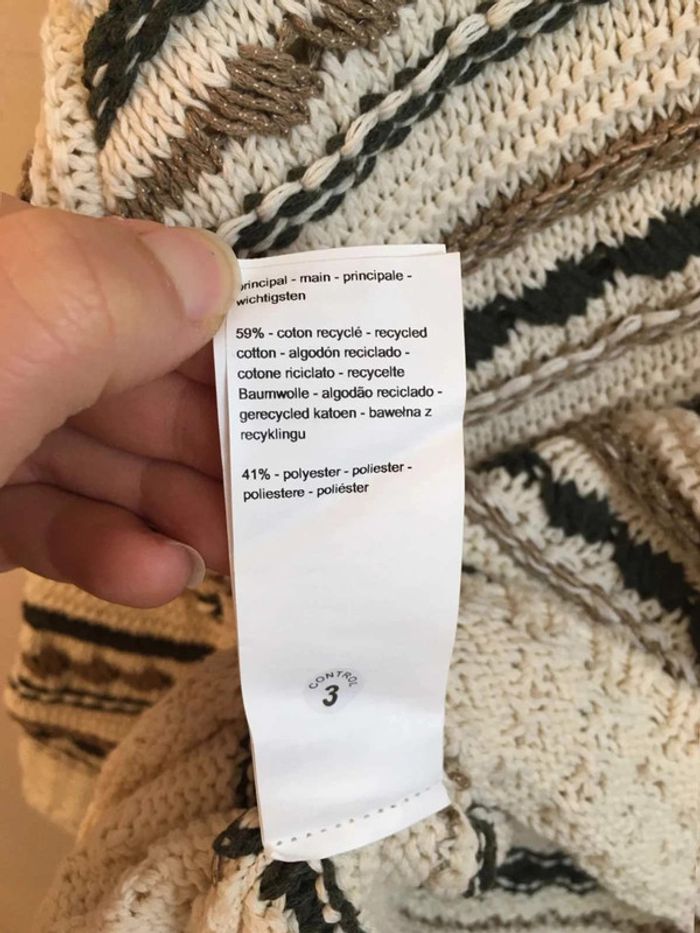 principal - main - principale -
wichtigsten
59% - coton recyclé - recycled
cotton - algodón reciclado -
cotone riciclato - recycelte
Baumwolle - algodão reciclado -
gerecycled katoen - bawełna z
recyklingu
41% - polyester - poliester -
poliestere - poliéster
CONTROL
3